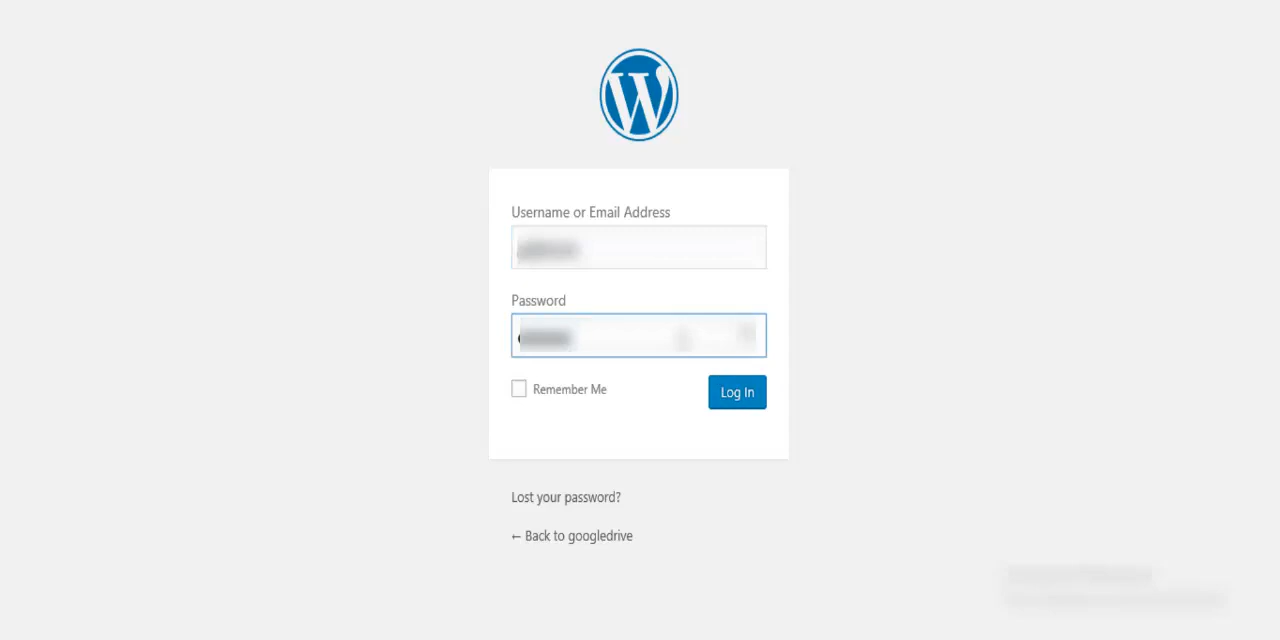 Username or Email Address
Password
Remember Me
Log In
Lost your password?
← Back to googledrive